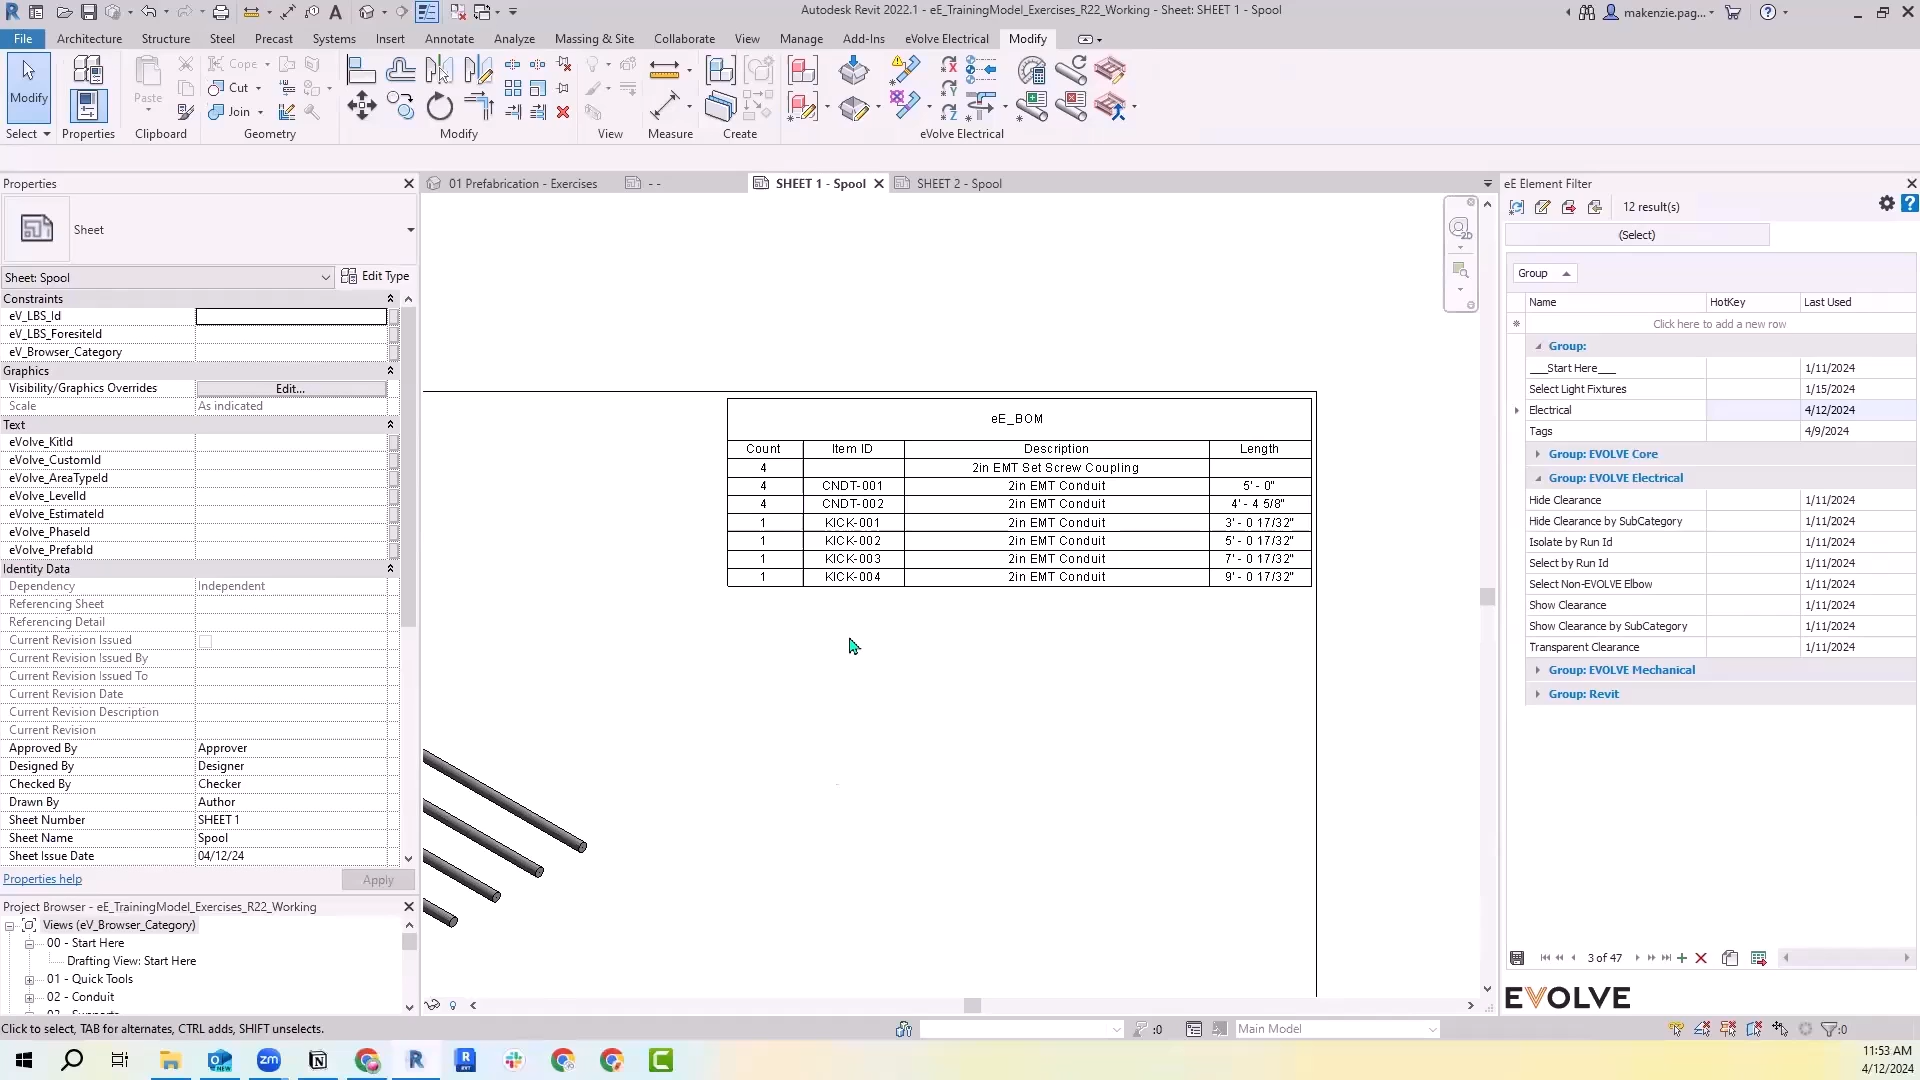 Autodesk Revit 2022.1 - eE_TrainingModel_Exercises_R22_Working - Sheet: SHEET 1 - Spool
makenzie.pag...
File Architecture Structure Steel Precast Systems Insert Annotate Analyze Massing & Site Collaborate View Manage Add-Ins eVolve Electrical Modify
Modify
Paste
Cope
Cut
Join
Select Properties Clipboard Geometry Modify View Measure Create eVolve Electrical
Properties
01 Prefabrication - Exercises
- -
SHEET 1 - Spool
SHEET 2 - Spool
Sheet
Sheet: Spool
Edit Type
Constraints
eV_LBS_Id
eV_LBS_ForesiteId
eV_Browser_Category
Graphics
Visibility/Graphics Overrides Edit...
Scale As indicated
Text
eVolve_KitId
eVolve_CustomId
eVolve_AreaTypeId
eVolve_LevelId
eVolve_EstimateId
eVolve_PhaseId
eVolve_PrefabId
Identity Data
Dependency Independent
Referencing Sheet
Referencing Detail
Current Revision Issued
Current Revision Issued By
Current Revision Issued To
Current Revision Date
Current Revision Description
Current Revision
Approved By Approver
Designed By Designer
Checked By Checker
Drawn By Author
Sheet Number SHEET 1
Sheet Name Spool
Sheet Issue Date 04/12/24
Properties help Apply
Project Browser - eE_TrainingModel_Exercises_R22_Working
Views (eV_Browser_Category)
00 - Start Here
Drafting View: Start Here
01 - Quick Tools
02 - Conduit
eE_BOM
Count Item ID Description Length
4 2in EMT Set Screw Coupling
4 CNDT-001 2in EMT Conduit 5' - 0"
4 CNDT-002 2in EMT Conduit 4' - 4 5/8"
1 KICK-001 2in EMT Conduit 3' - 0 17/32"
1 KICK-002 2in EMT Conduit 5' - 0 17/32"
1 KICK-003 2in EMT Conduit 7' - 0 17/32"
1 KICK-004 2in EMT Conduit 9' - 0 17/32"
2D
eE Element Filter
12 result(s)
(Select)
Group
Name HotKey Last Used
Click here to add a new row
Group:
___Start Here___ 1/11/2024
Select Light Fixtures 1/15/2024
Electrical 4/12/2024
Tags 4/9/2024
Group: EVOLVE Core
Group: EVOLVE Electrical
Hide Clearance 1/11/2024
Hide Clearance by SubCategory 1/11/2024
Isolate by Run Id 1/11/2024
Select by Run Id 1/11/2024
Select Non-EVOLVE Elbow 1/11/2024
Show Clearance 1/11/2024
Show Clearance by SubCategory 1/11/2024
Transparent Clearance 1/11/2024
Group: EVOLVE Mechanical
Group: Revit
3 of 47
EVOLVE
Click to select, TAB for alternates, CTRL adds, SHIFT unselects.
:0
Main Model
:0
11:53 AM
4/12/2024